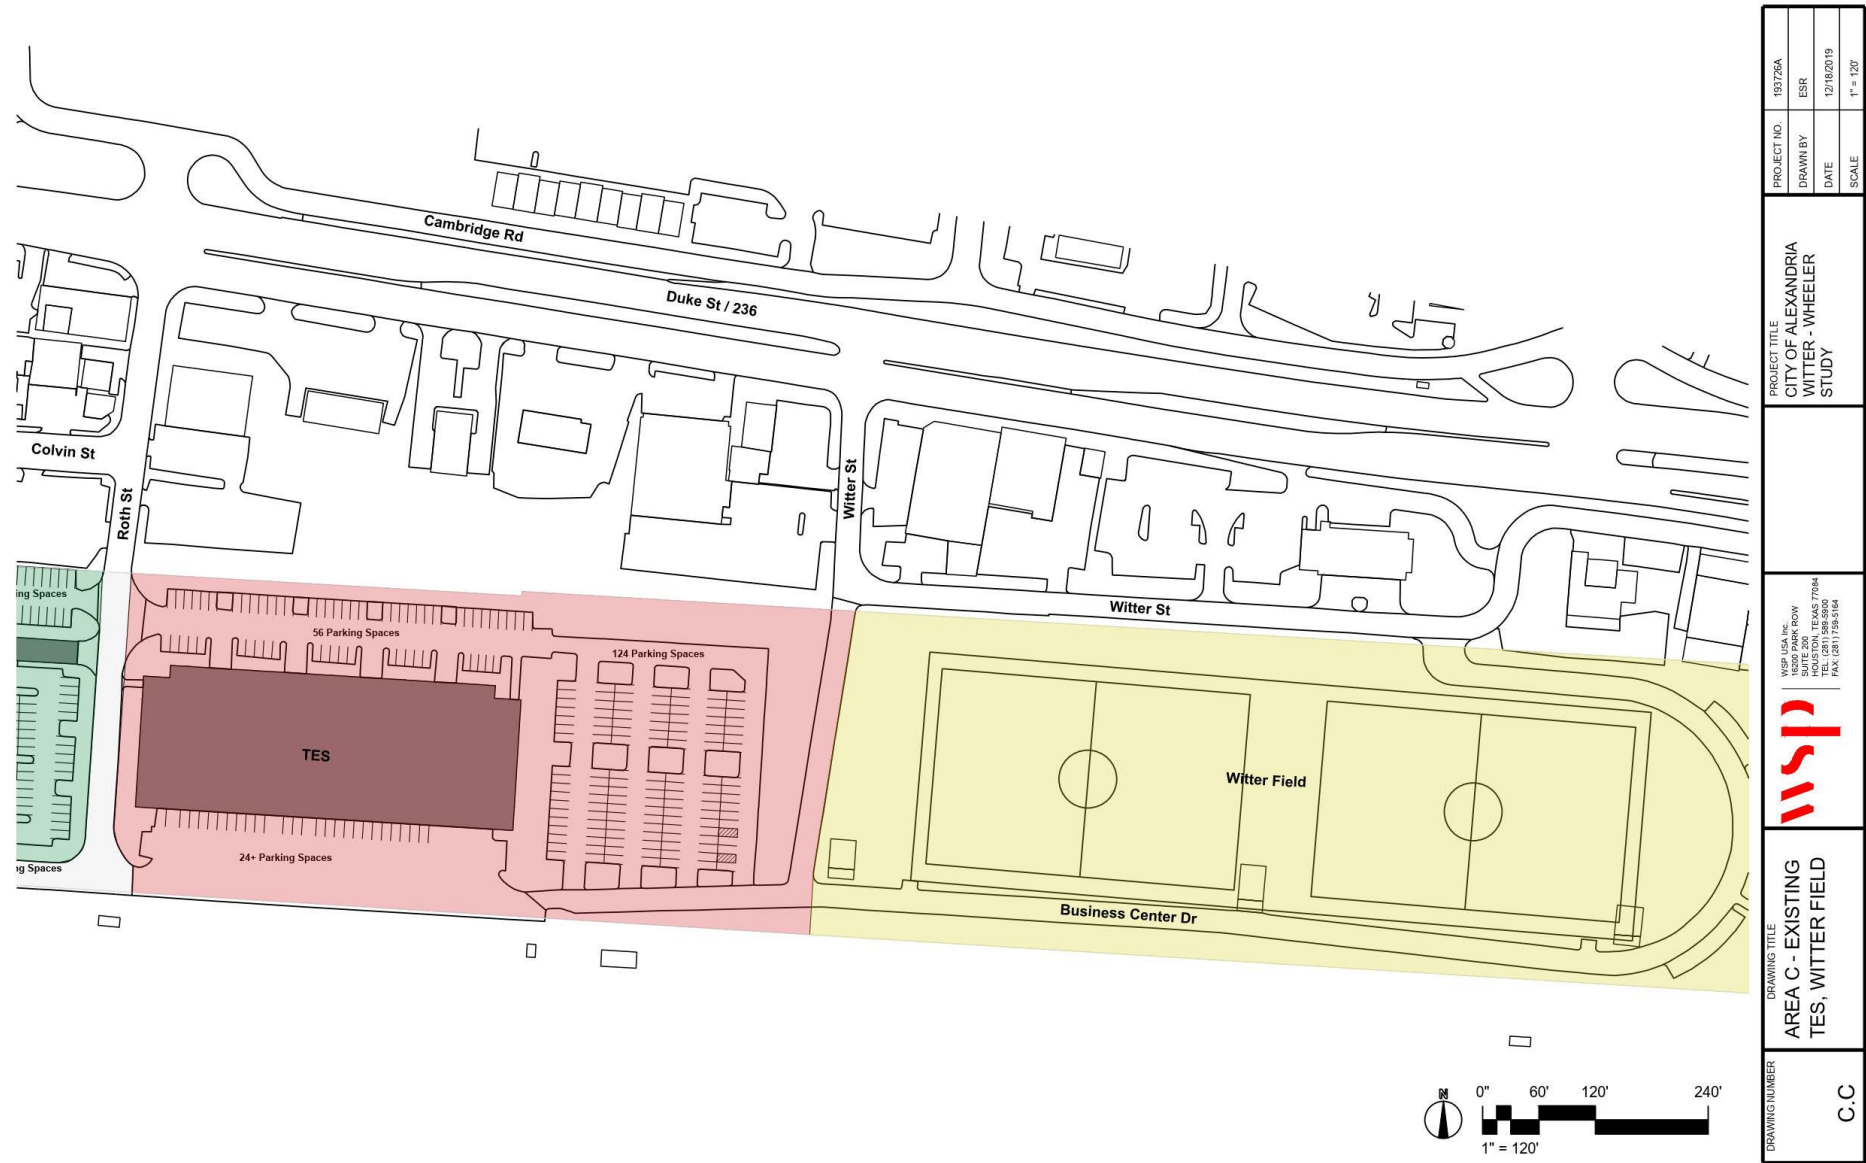 Cambridge Rd
Duke St / 236
Colvin St
Roth St
Witter St
Witter St
ing Spaces
56 Parking Spaces
124 Parking Spaces
TES
Witter Field
24+ Parking Spaces
ng Spaces
Business Center Dr
N
0" 60' 120' 240'
1" = 120'
PROJECT NO. 193726A
DRAWN BY ESR
DATE 12/18/2019
SCALE 1" = 120'
PROJECT TITLE
CITY OF ALEXANDRIA
WITTER - WHEELER
STUDY
wsp
WSP USA Inc.
16200 PARK ROW
SUITE 200
HOUSTON, TEXAS 77084
TEL: (281) 589-5900
FAX: (281) 759-5164
DRAWING TITLE
AREA C - EXISTING
TES, WITTER FIELD
DRAWING NUMBER
C.C